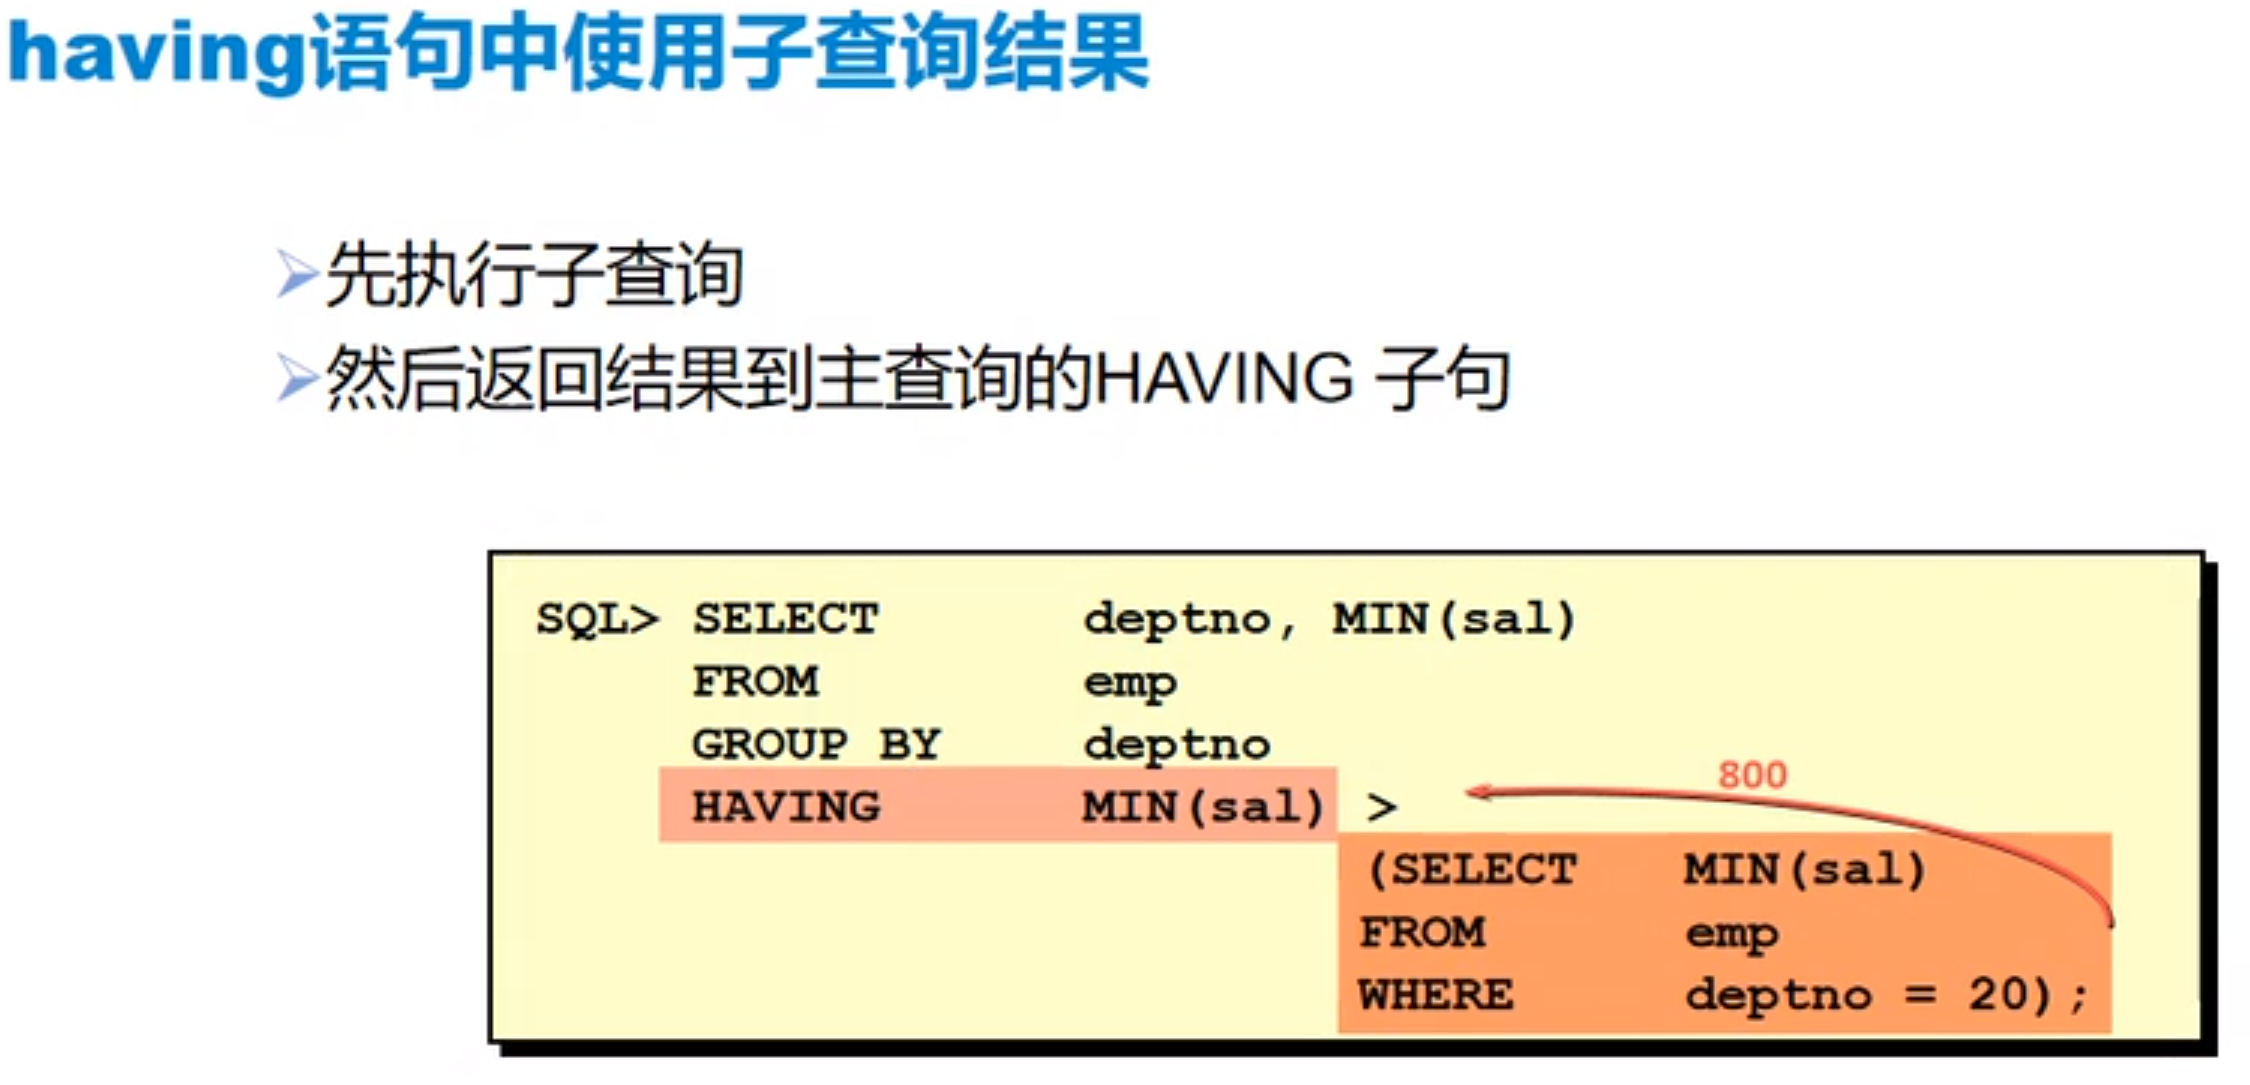 having语句中使用子查询结果
先执行子查询
然后返回结果到主查询的HAVING 子句
SQL> SELECT deptno, MIN(sal)
FROM emp
GROUP BY deptno
800
HAVING MIN(sal) >
(SELECT MIN(sal)
FROM emp
WHERE deptno = 20);